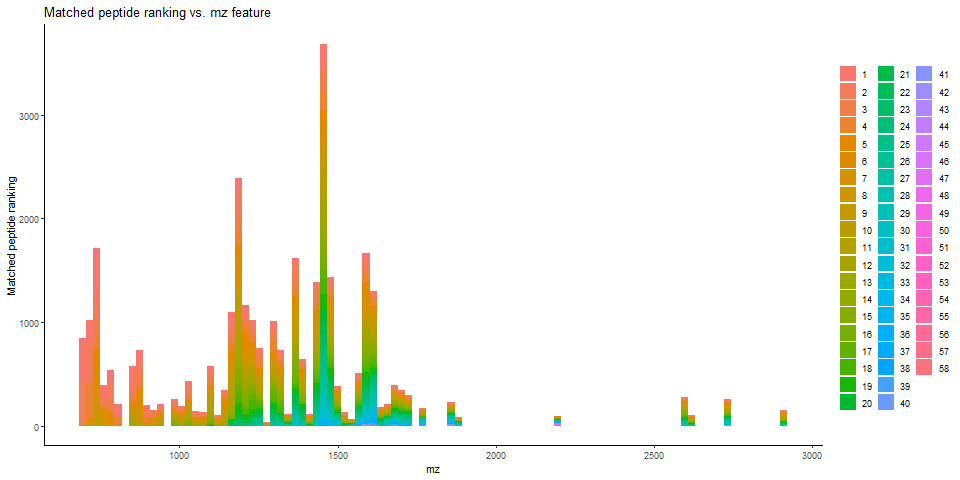 Matched peptide ranking vs. mz feature
Matched peptide ranking
3000
2000
1000
0
1000
1500
2000
2500
3000
mz
1 21 41
2 22 42
3 23 43
4 24 44
5 25 45
6 26 46
7 27 47
8 28 48
9 29 49
10 30 50
11 31 51
12 32 52
13 33 53
14 34 54
15 35 55
16 36 56
17 37 57
18 38 58
19 39
20 40